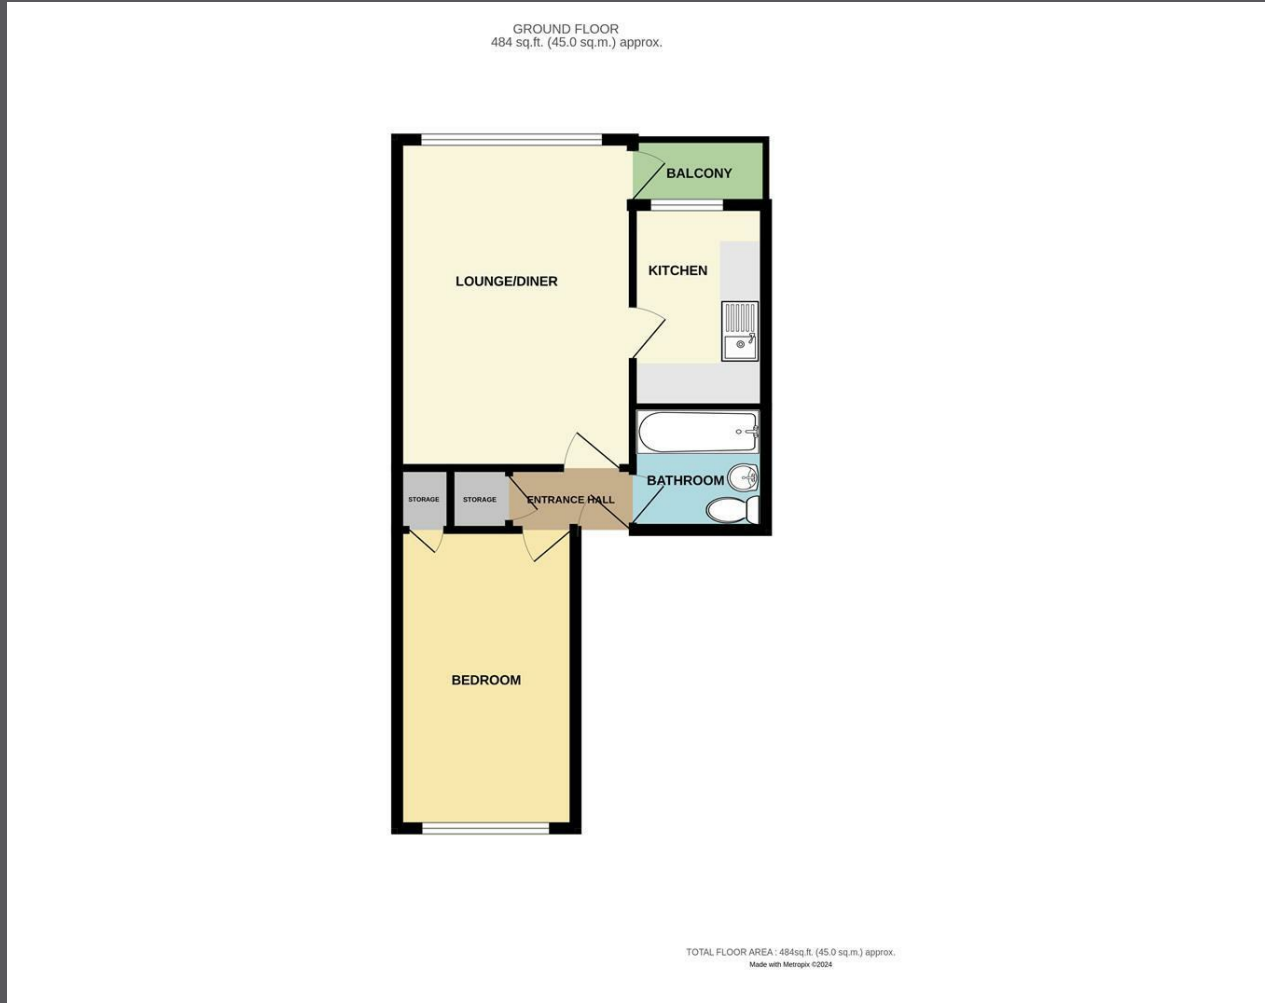 GROUND FLOOR
484 sq.ft. (45.0 sq.m.) approx.
BALCONY
KITCHEN
LOUNGE/DINER
BATHROOM
STORAGE
STORAGE
ENTRANCE HALL
BEDROOM
TOTAL FLOOR AREA : 484sq.ft. (45.0 sq.m.) approx.
Made with Metropix ©2024